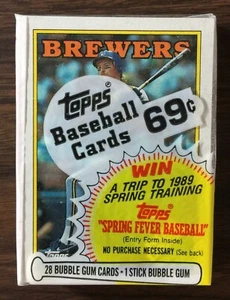 BREWERS
Topps
Baseball
Cards
69¢
WIN
A TRIP TO 1989
SPRING TRAINING
Topps
"SPRING FEVER BASEBALL"
(Entry Form Inside)
NO PURCHASE NECESSARY (See back)
28 BUBBLE GUM CARDS • 1 STICK BUBBLE GUM